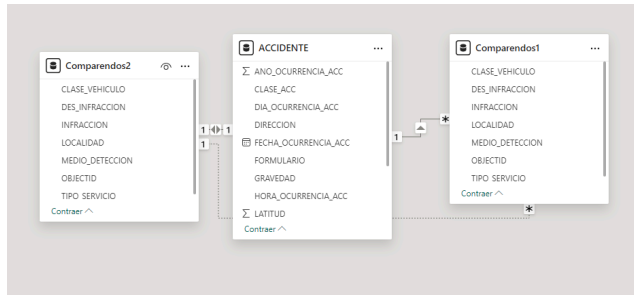 Comparendos2
CLASE_VEHICULO
DES_INFRACCION
INFRACCION
LOCALIDAD
MEDIO_DETECCION
OBJECTID
TIPO SERVICIO
Contraer
1
1
1
ACCIDENTE
ANO_OCURRENCIA_ACC
CLASE_ACC
DIA_OCURRENCIA_ACC
DIRECCION
FECHA_OCURRENCIA_ACC
FORMULARIO
GRAVEDAD
HORA_OCURRENCIA_ACC
LATITUD
Contraer
1
*
Comparendos1
CLASE_VEHICULO
DES_INFRACCION
INFRACCION
LOCALIDAD
MEDIO_DETECCION
OBJECTID
TIPO SERVICIO
Contraer
*